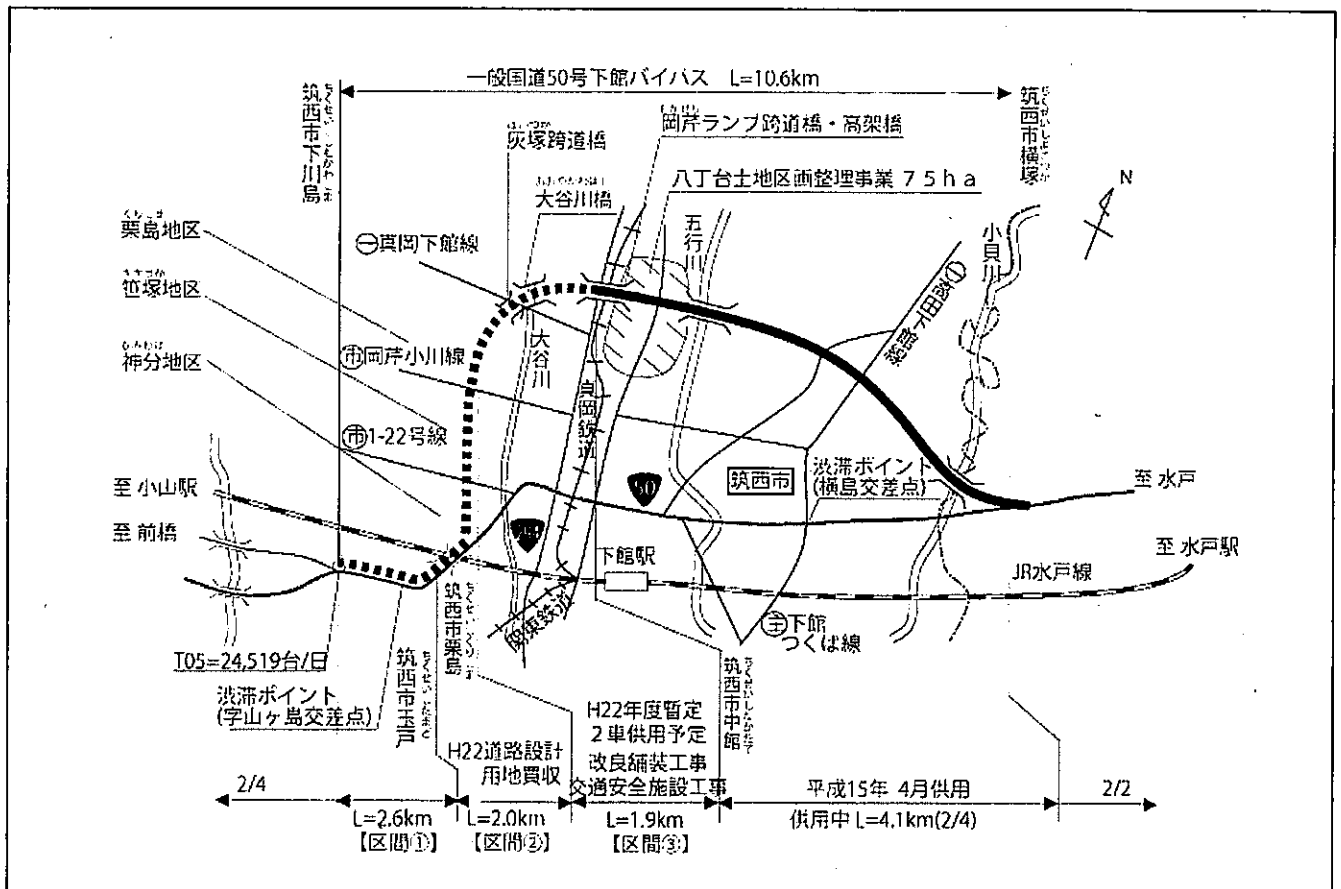 一般国道50号下館バイパス L=10.6km
筑西市下川島
筑西市横塚
灰塚跨道橋
岡芹ランプ跨道橋・高架橋
八丁台土地区画整理事業 75ha
大谷川橋
N
栗島地区
笹塚地区
神分地区
㊀真岡下館線
五行川
小貝川
㊤岡芹小川線
大谷川
真岡鉄道
㊤1-22号線
50
筑西市
渋滞ポイント
(横島交差点)
至 小山駅
至 前橋
至 水戸
至 水戸駅
下館駅
JR水戸線
関東鉄道
㊤下館
つくば線
T05=24,519台/日
渋滞ポイント
(字山ヶ島交差点)
筑西市玉戸
筑西市栗島
筑西市中館
H22道路設計
用地買収
H22年度暫定
2車供用予定
改良舗装工事
交通安全施設工事
平成15年 4月供用
供用中 L=4.1km(2/4)
2/4
2/2
L=2.6km
【区間①】
L=2.0km
【区間②】
L=1.9km
【区間③】